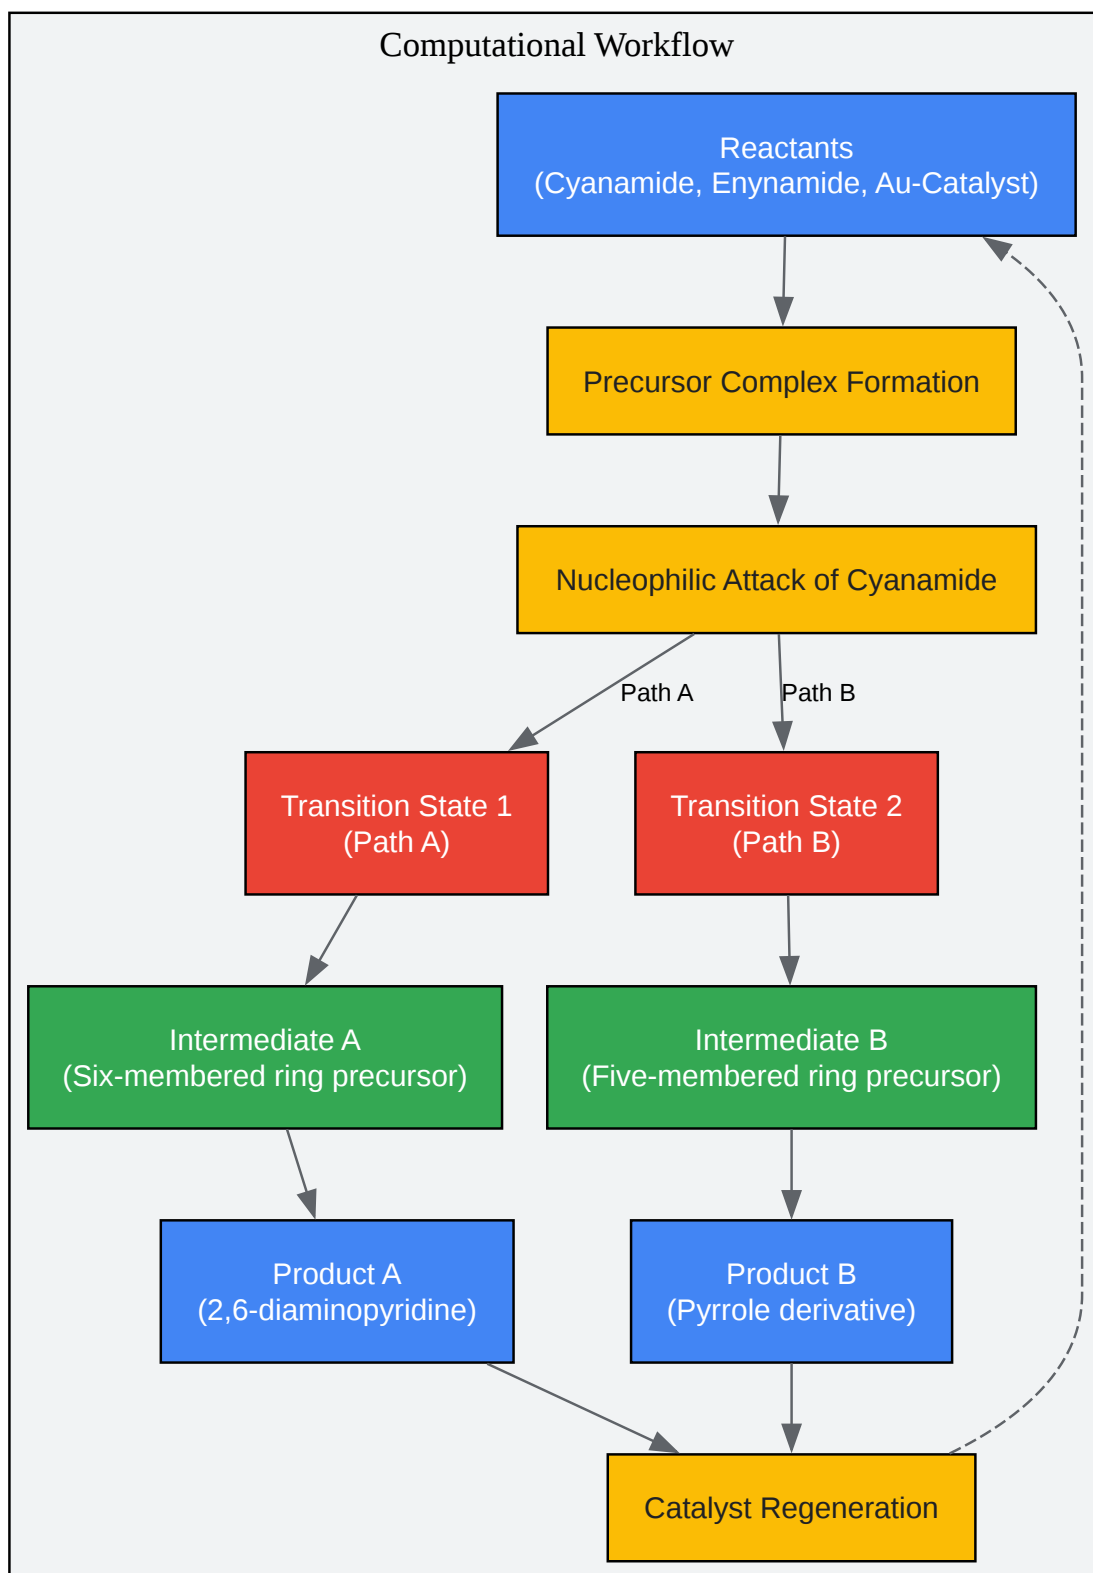 Computational Workflow
Reactants
(Cyanamide, Enynamide, Au-Catalyst)
Precursor Complex Formation
Nucleophilic Attack of Cyanamide
Path A
Path B
Transition State 1
(Path A)
Transition State 2
(Path B)
Intermediate A
(Six-membered ring precursor)
Intermediate B
(Five-membered ring precursor)
Product A
(2,6-diaminopyridine)
Product B
(Pyrrole derivative)
Catalyst Regeneration